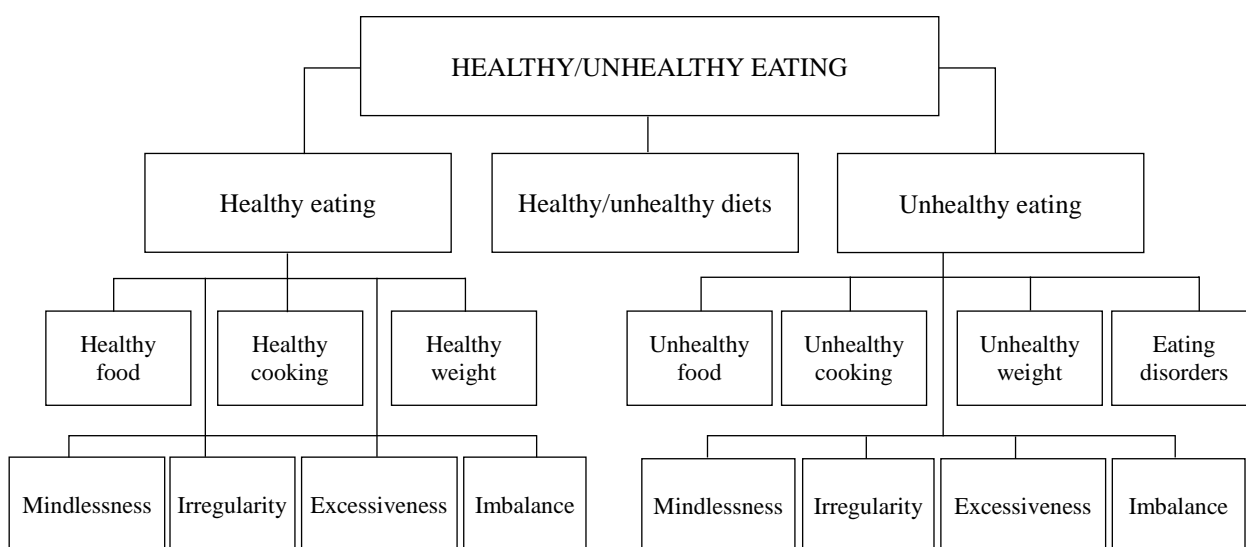 HEALTHY/UNHEALTHY EATING
Healthy eating
Healthy/unhealthy diets
Unhealthy eating
Healthy
food
Healthy
cooking
Healthy
weight
Unhealthy
food
Unhealthy
cooking
Unhealthy
weight
Eating
disorders
Mindlessness
Irregularity
Excessiveness
Imbalance
Mindlessness
Irregularity
Excessiveness
Imbalance